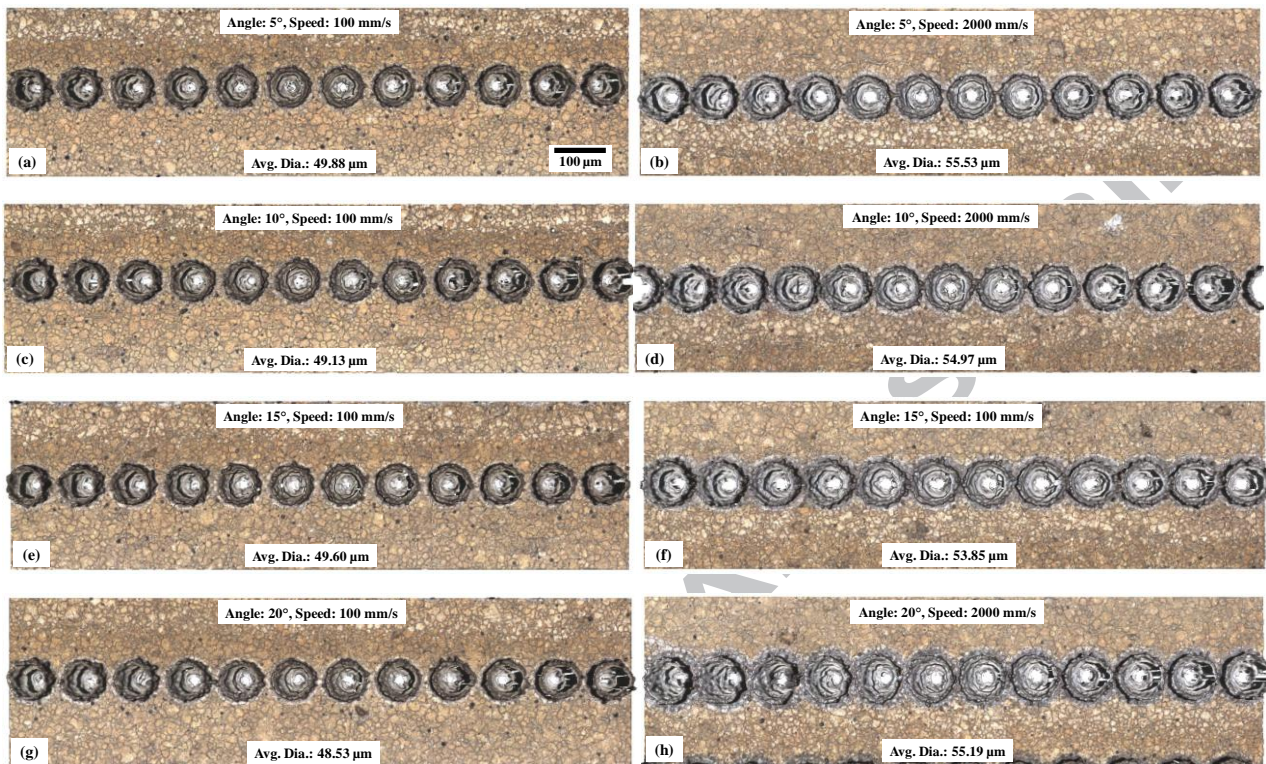 Angle: 5°, Speed: 100 mm/s
(a)
Avg. Dia.: 49.88 µm
100 µm
Angle: 5°, Speed: 2000 mm/s
(b)
Avg. Dia.: 55.53 µm
Angle: 10°, Speed: 100 mm/s
(c)
Avg. Dia.: 49.13 µm
Angle: 10°, Speed: 2000 mm/s
(d)
Avg. Dia.: 54.97 µm
Angle: 15°, Speed: 100 mm/s
(e)
Avg. Dia.: 49.60 µm
Angle: 15°, Speed: 100 mm/s
(f)
Avg. Dia.: 53.85 µm
Angle: 20°, Speed: 100 mm/s
(g)
Avg. Dia.: 48.53 µm
Angle: 20°, Speed: 2000 mm/s
(h)
Avg. Dia.: 55.19 µm